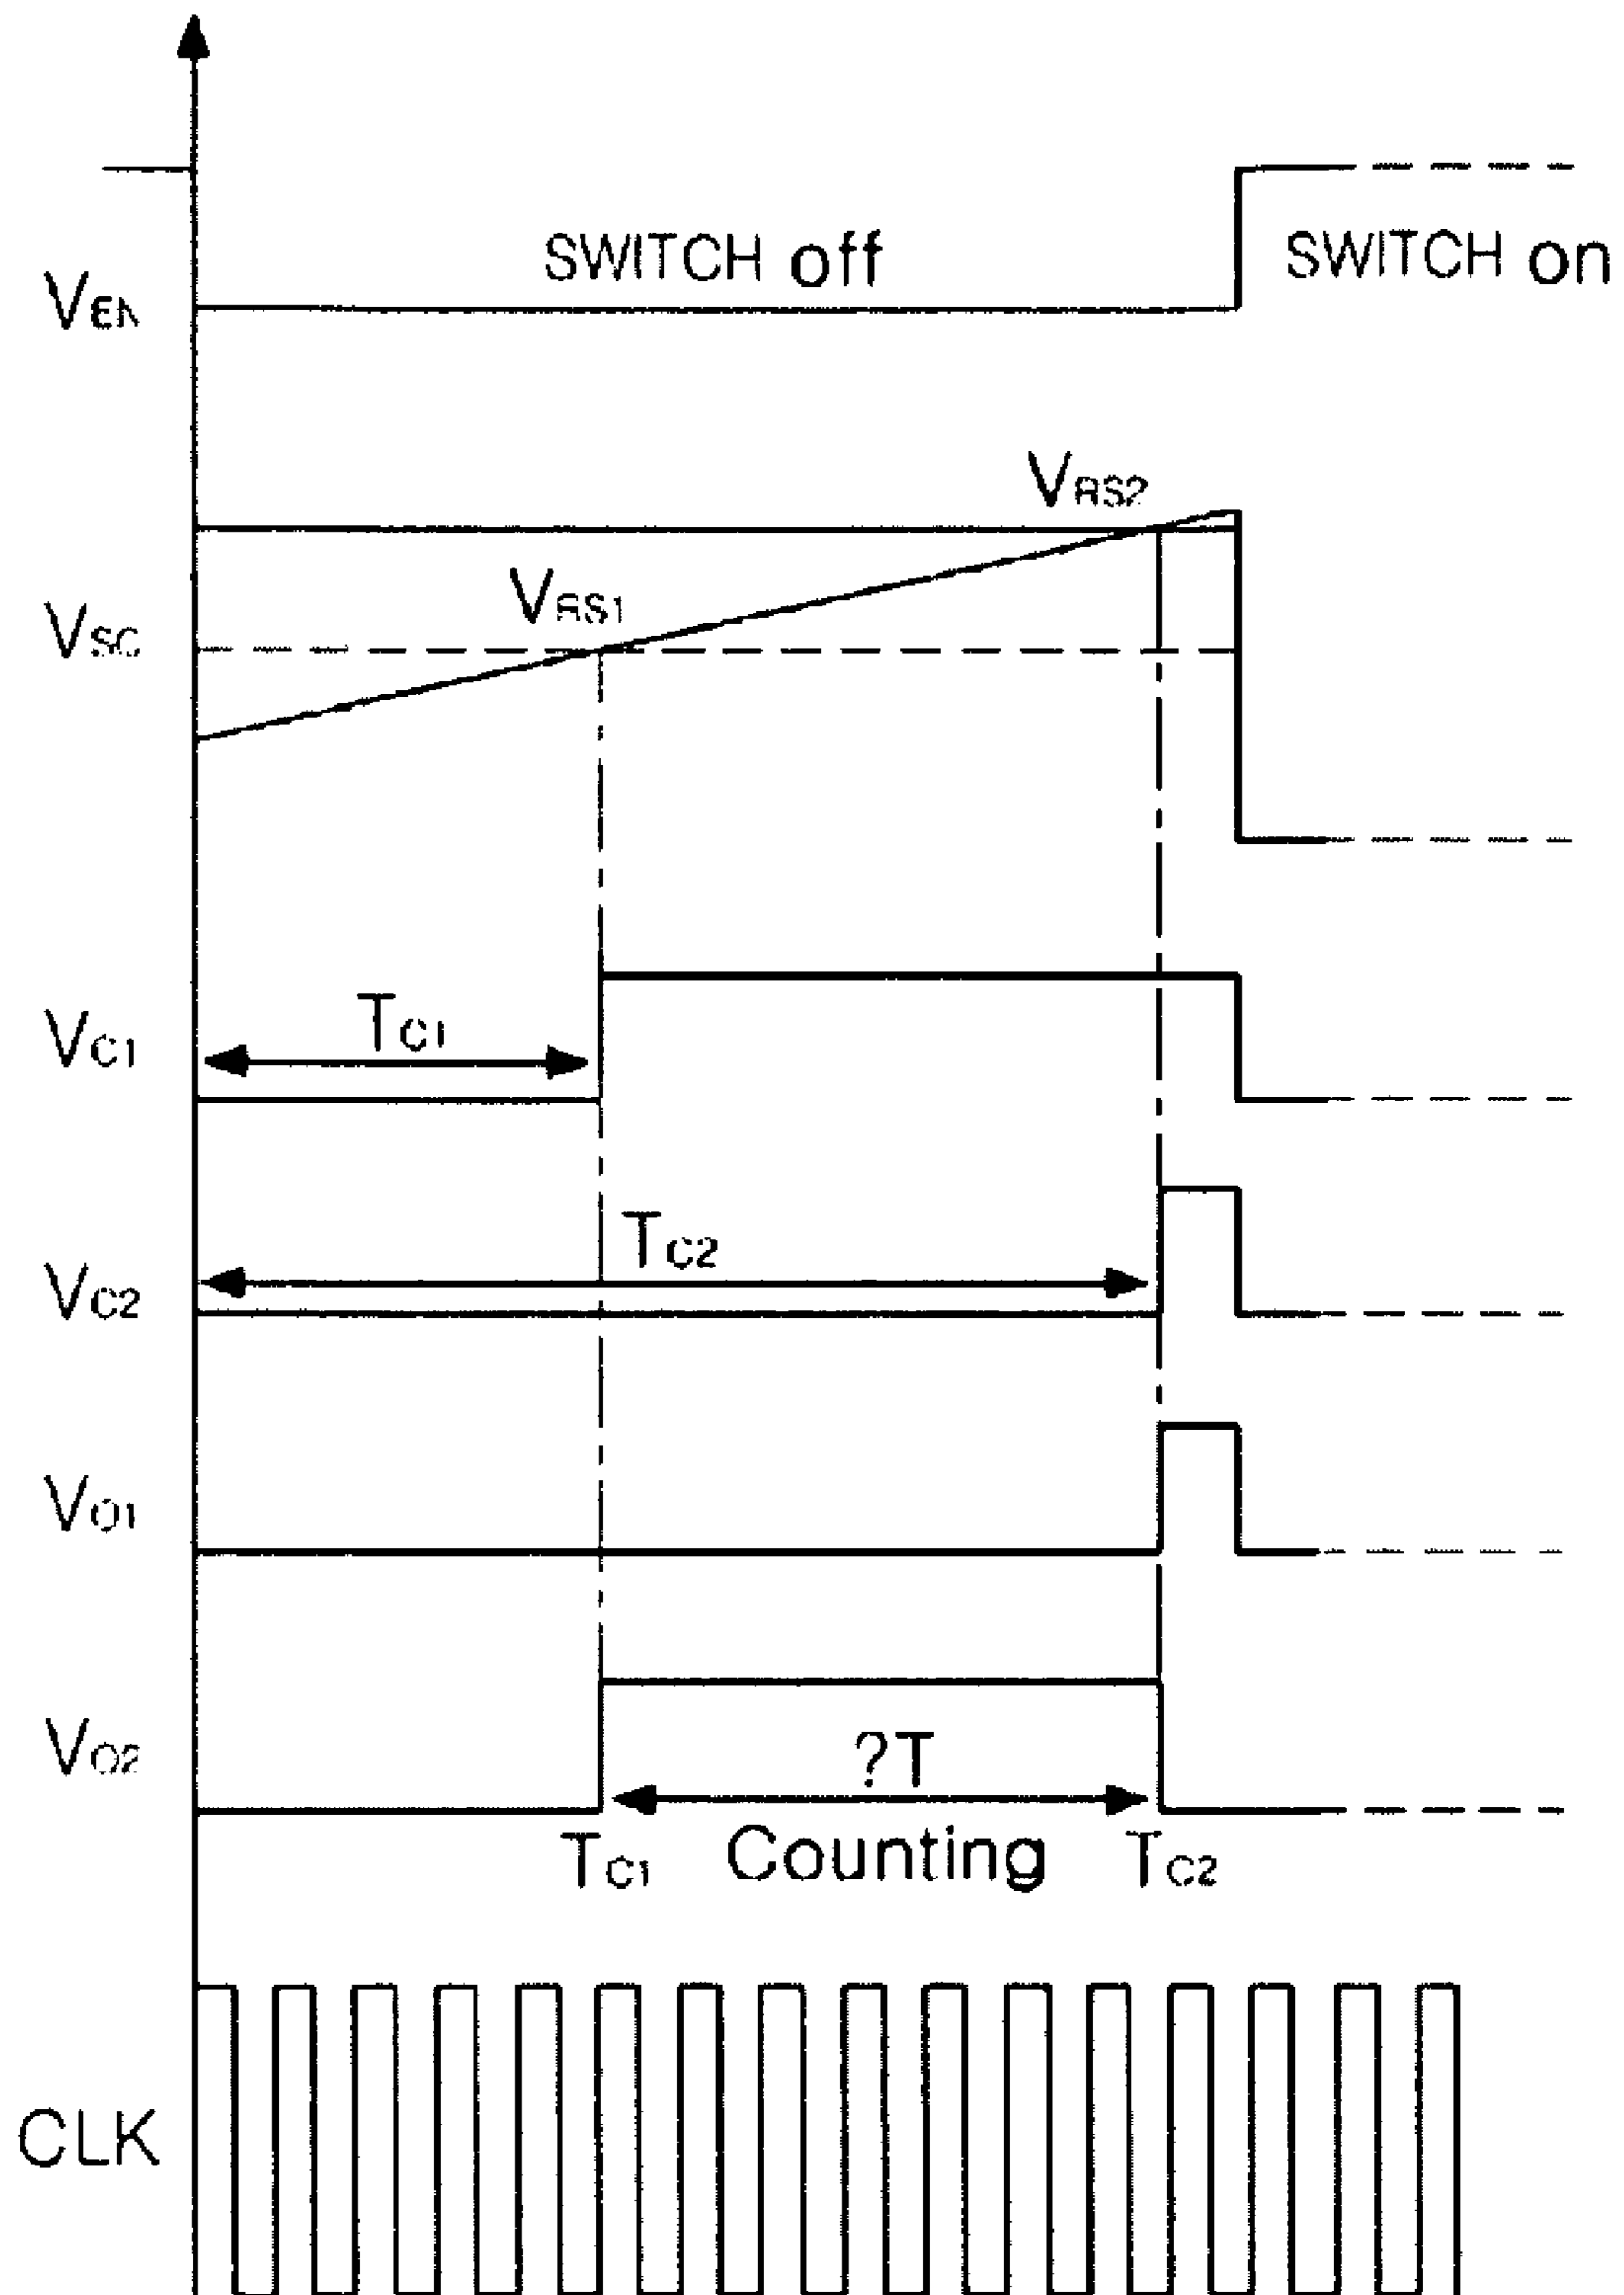 SWITCH off
SWITCH on
VEN
VRS2
VRS1
VSC
TC1
VC1
TC2
VC2
VO1
VO2
?T
TC1 Counting TC2
CLK